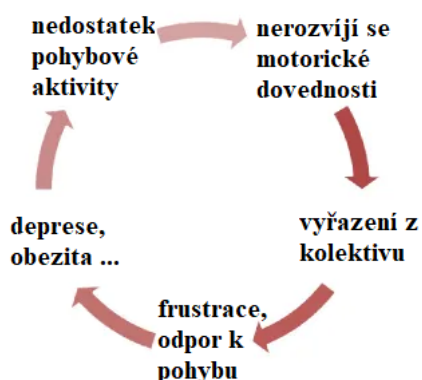 nedostatek
pohybové
aktivity
nerozvíjí se
motorické
dovednosti
vyřazení z
kolektivu
frustrace,
odpor k
pohybu
deprese,
obezita ...